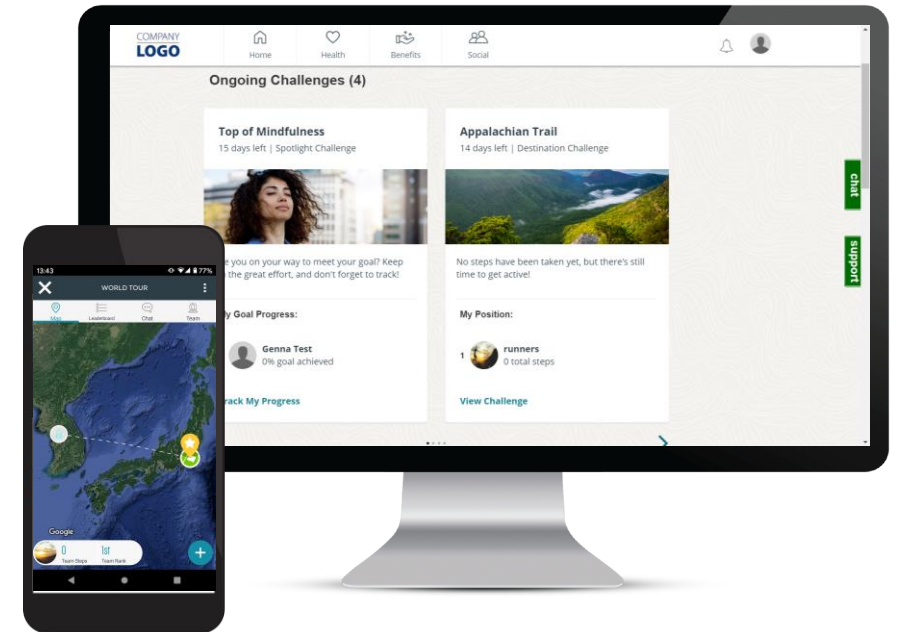 COMPANY
LOGO
Home
Health
Benefits
Social
Ongoing Challenges (4)
Top of Mindfulness
15 days left | Spotlight Challenge
e you on your way to meet your goal? Keep
the great effort, and don't forget to track!
y Goal Progress:
Genna Test
0% goal achieved
rack My Progress
Appalachian Trail
14 days left | Destination Challenge
No steps have been taken yet, but there's still
time to get active!
My Position:
1
runners
0 total steps
View Challenge
chat
support
13:43
77%
WORLD TOUR
Map
Leaderboard
Chat
Team
Google
0
Team Steps
1st
Team Rank